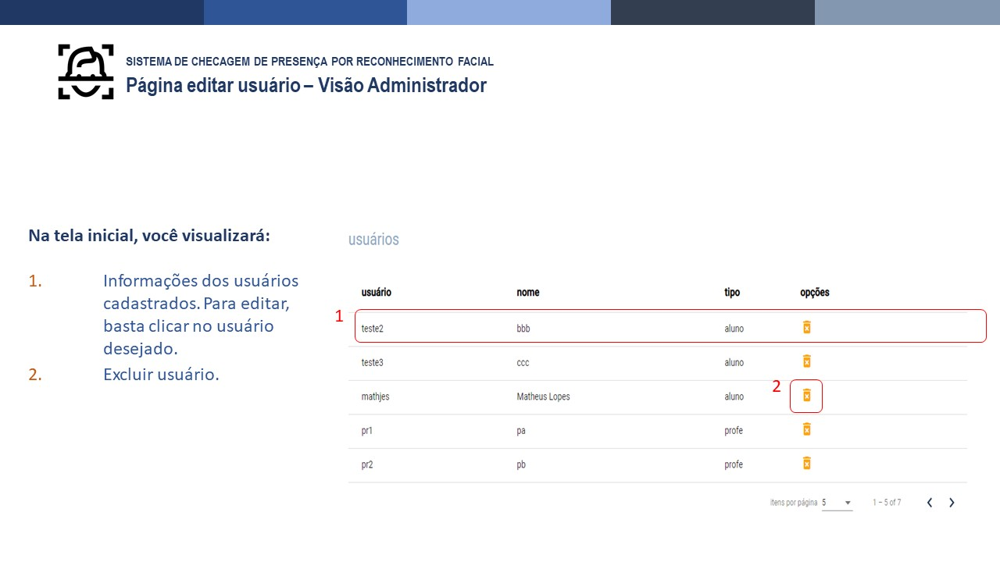 SISTEMA DE CHECAGEM DE PRESENÇA POR RECONHECIMENTO FACIAL
Página editar usuário – Visão Administrador
Na tela inicial, você visualizará:
1. Informações dos usuários
cadastrados. Para editar,
basta clicar no usuário
desejado.
2. Excluir usuário.
usuários
usuário nome tipo opções
1
teste2 bbb aluno
teste3 ccc aluno
2
mathjes Matheus Lopes aluno
pr1 pa profe
pr2 pb profe
itens por página 5 1 – 5 of 7